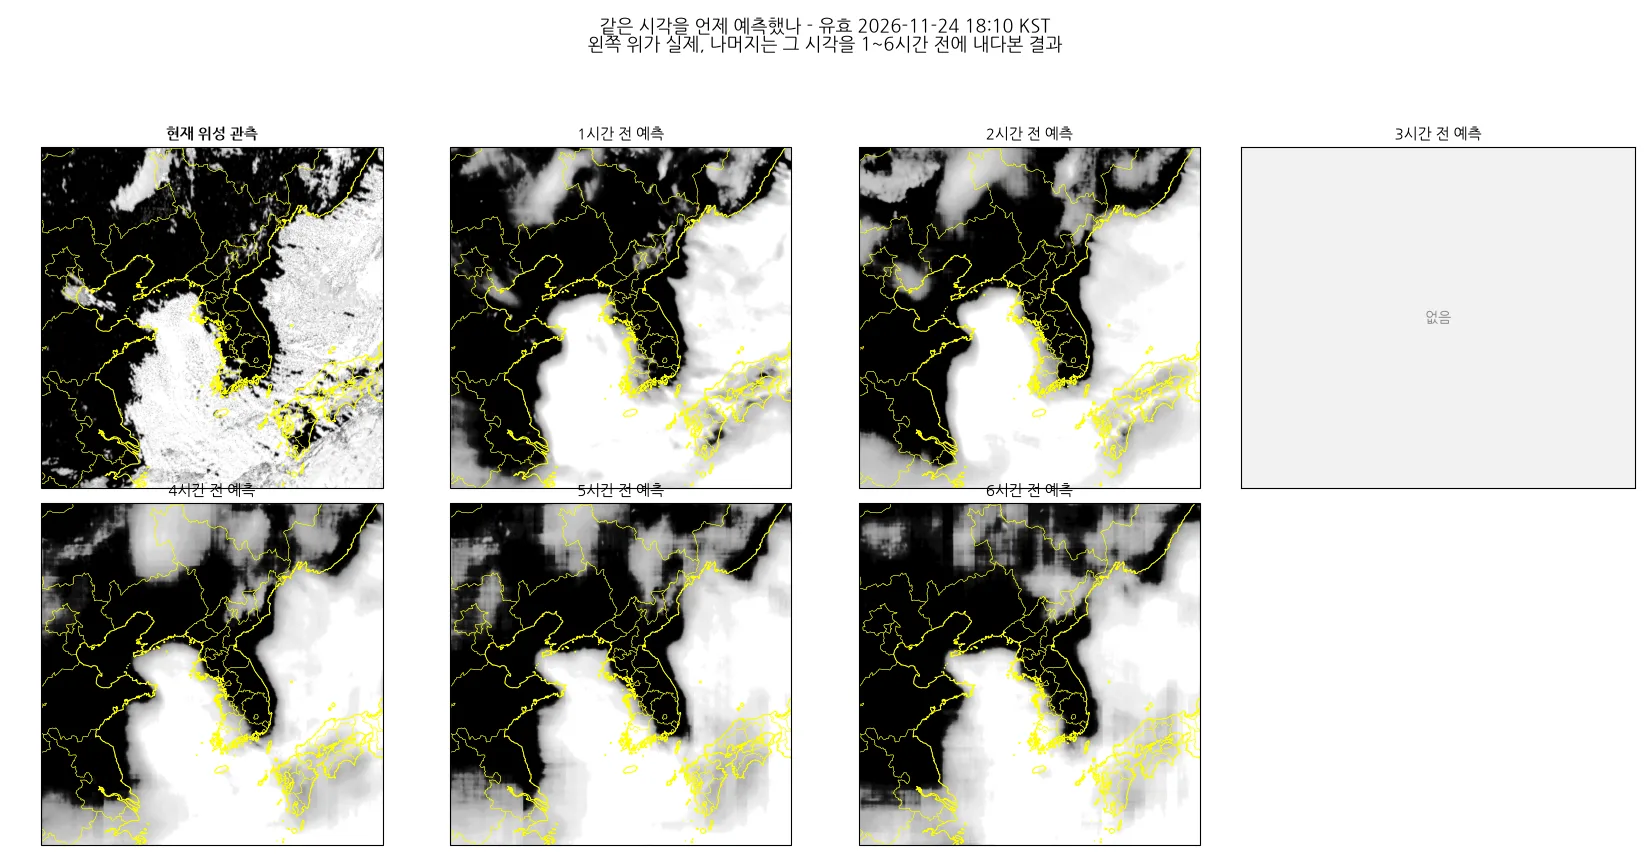 같은 시각을 언제 예측했나 - 유효 2026-11-24 18:10 KST
왼쪽 위가 실제, 나머지는 그 시각을 1~6시간 전에 내다본 결과
현재 위성 관측
1시간 전 예측
2시간 전 예측
3시간 전 예측
없음
4시간 전 예측
5시간 전 예측
6시간 전 예측